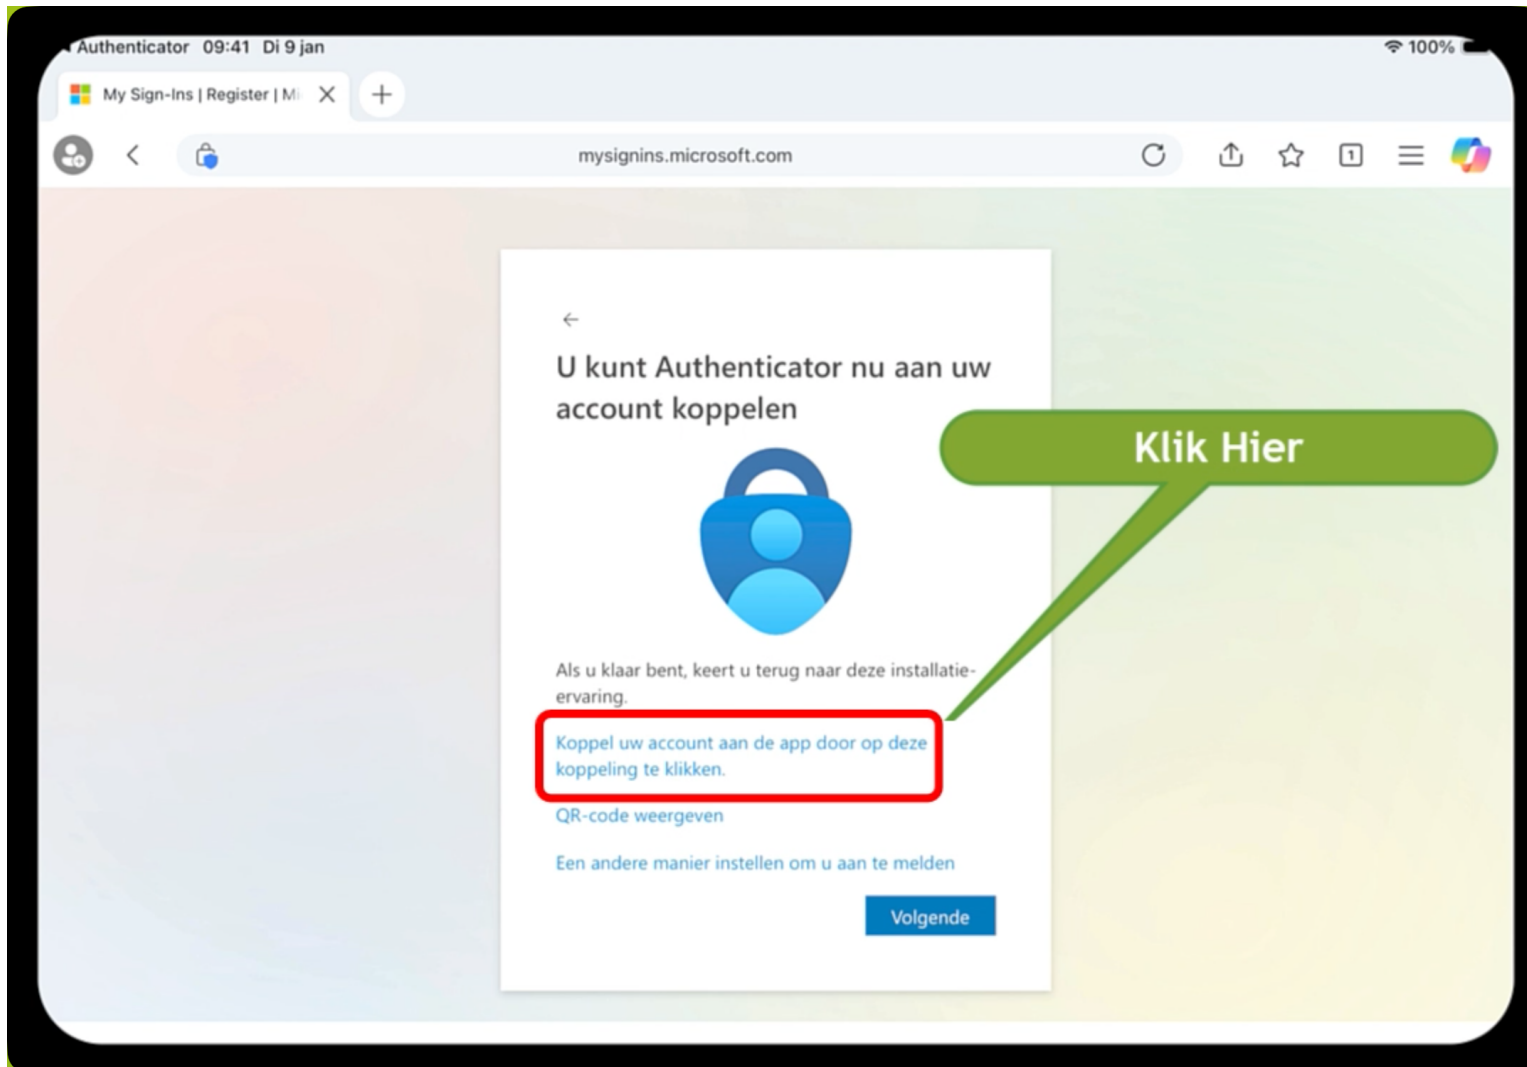 Authenticator 09:41 Di 9 jan 100%
My Sign-Ins | Register | Mi
mysignins.microsoft.com
1
U kunt Authenticator nu aan uw
account koppelen
Klik Hier
Als u klaar bent, keert u terug naar deze installatie-
ervaring.
Koppel uw account aan de app door op deze
koppeling te klikken.
QR-code weergeven
Een andere manier instellen om u aan te melden
Volgende